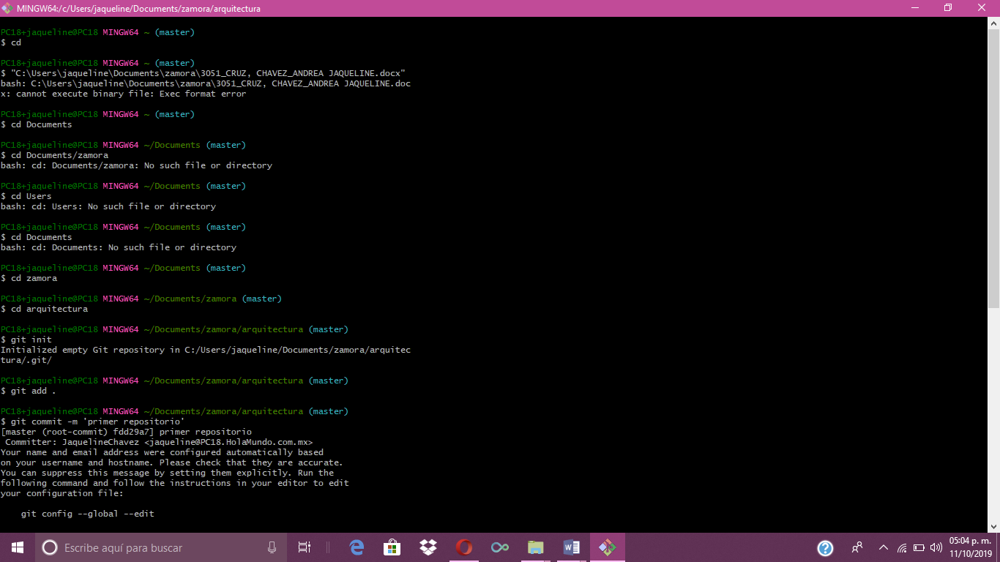 MINGW64:/c/Users/jaqueline/Documents/zamora/arquitectura
PC18+jaqueline@PC18 MINGW64 ~ (master)
$ cd
PC18+jaqueline@PC18 MINGW64 ~ (master)
$ "C:\Users\jaqueline\Documents\zamora\3O51_CRUZ, CHAVEZ_ANDREA JAQUELINE.docx"
bash: C:\Users\jaqueline\Documents\zamora\3O51_CRUZ, CHAVEZ_ANDREA JAQUELINE.doc
x: cannot execute binary file: Exec format error
PC18+jaqueline@PC18 MINGW64 ~ (master)
$ cd Documents
PC18+jaqueline@PC18 MINGW64 ~/Documents (master)
$ cd Documents/zamora
bash: cd: Documents/zamora: No such file or directory
PC18+jaqueline@PC18 MINGW64 ~/Documents (master)
$ cd Users
bash: cd: Users: No such file or directory
PC18+jaqueline@PC18 MINGW64 ~/Documents (master)
$ cd Documents
bash: cd: Documents: No such file or directory
PC18+jaqueline@PC18 MINGW64 ~/Documents (master)
$ cd zamora
PC18+jaqueline@PC18 MINGW64 ~/Documents/zamora (master)
$ cd arquitectura
PC18+jaqueline@PC18 MINGW64 ~/Documents/zamora/arquitectura (master)
$ git init
Initialized empty Git repository in C:/Users/jaqueline/Documents/zamora/arquitec
tura/.git/
PC18+jaqueline@PC18 MINGW64 ~/Documents/zamora/arquitectura (master)
$ git add .
PC18+jaqueline@PC18 MINGW64 ~/Documents/zamora/arquitectura (master)
$ git commit -m 'primer repositorio'
[master (root-commit) fdd29a7] primer repositorio
Committer: JaquelineChavez <jaqueline@PC18.HolaMundo.com.mx>
Your name and email address were configured automatically based
on your username and hostname. Please check that they are accurate.
You can suppress this message by setting them explicitly. Run the
following command and follow the instructions in your editor to edit
your configuration file:
git config --global --edit
Escribe aquí para buscar
05:04 p. m.
11/10/2019